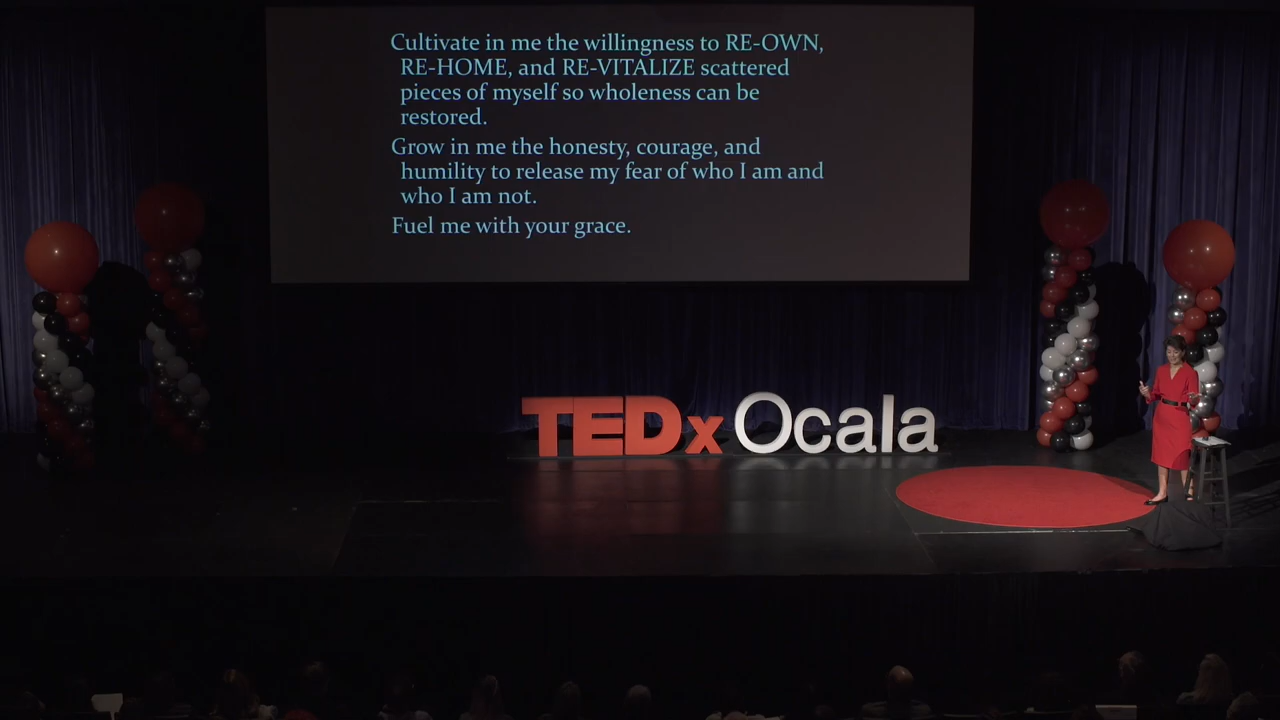 Cultivate in me the willingness to RE-OWN,
RE-HOME, and RE-VITALIZE scattered
pieces of myself so wholeness can be
restored.
Grow in me the honesty, courage, and
humility to release my fear of who I am and
who I am not.
Fuel me with your grace.
TEDx Ocala